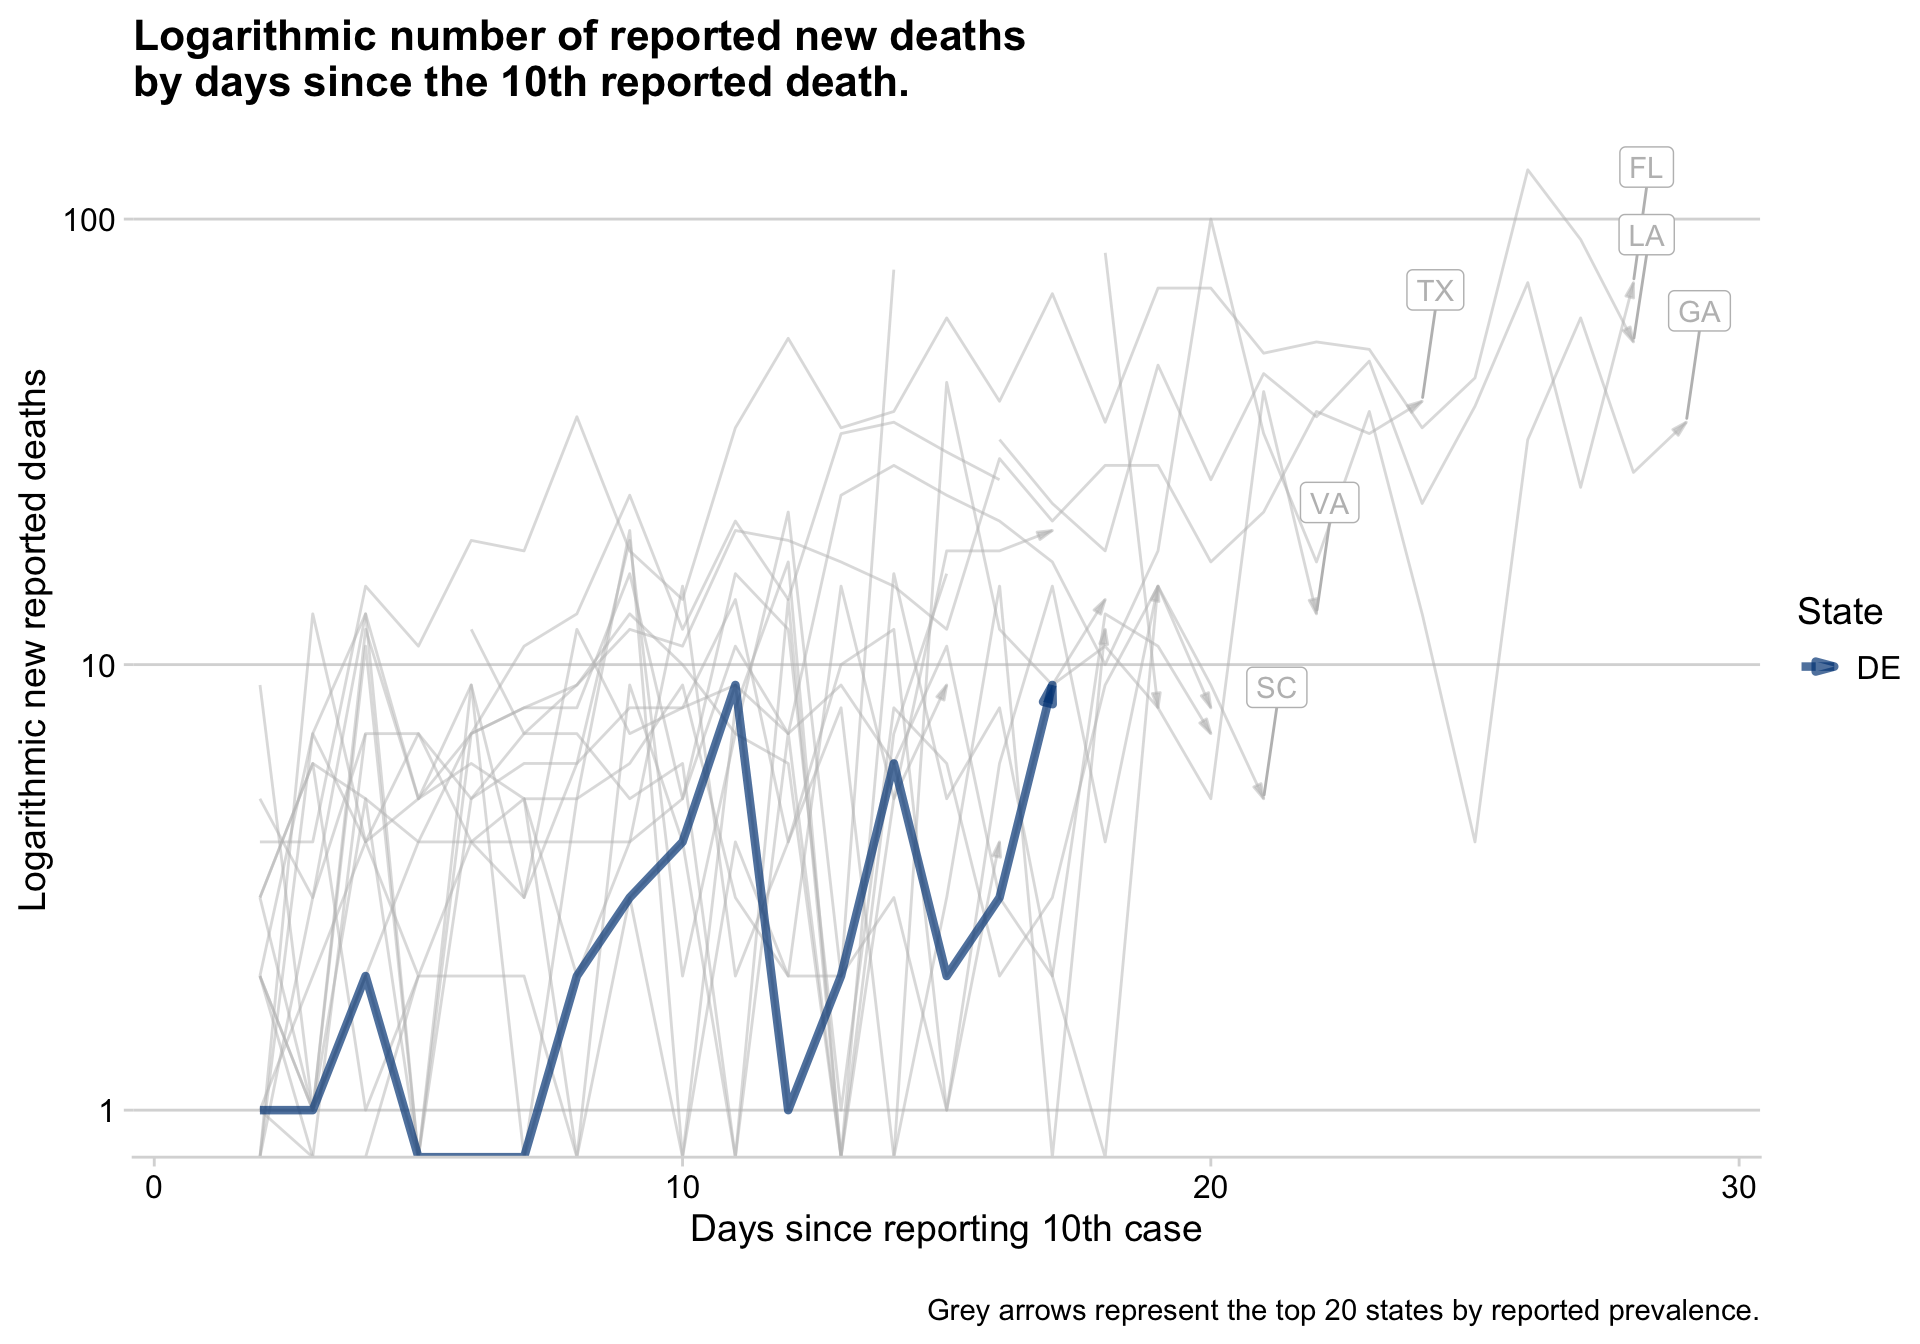 Logarithmic number of reported new deaths
by days since the 10th reported death.
Logarithmic new reported deaths
100
10
1
FL
LA
TX
GA
VA
SC
State
DE
0 10 20 30
Days since reporting 10th case
Grey arrows represent the top 20 states by reported prevalence.